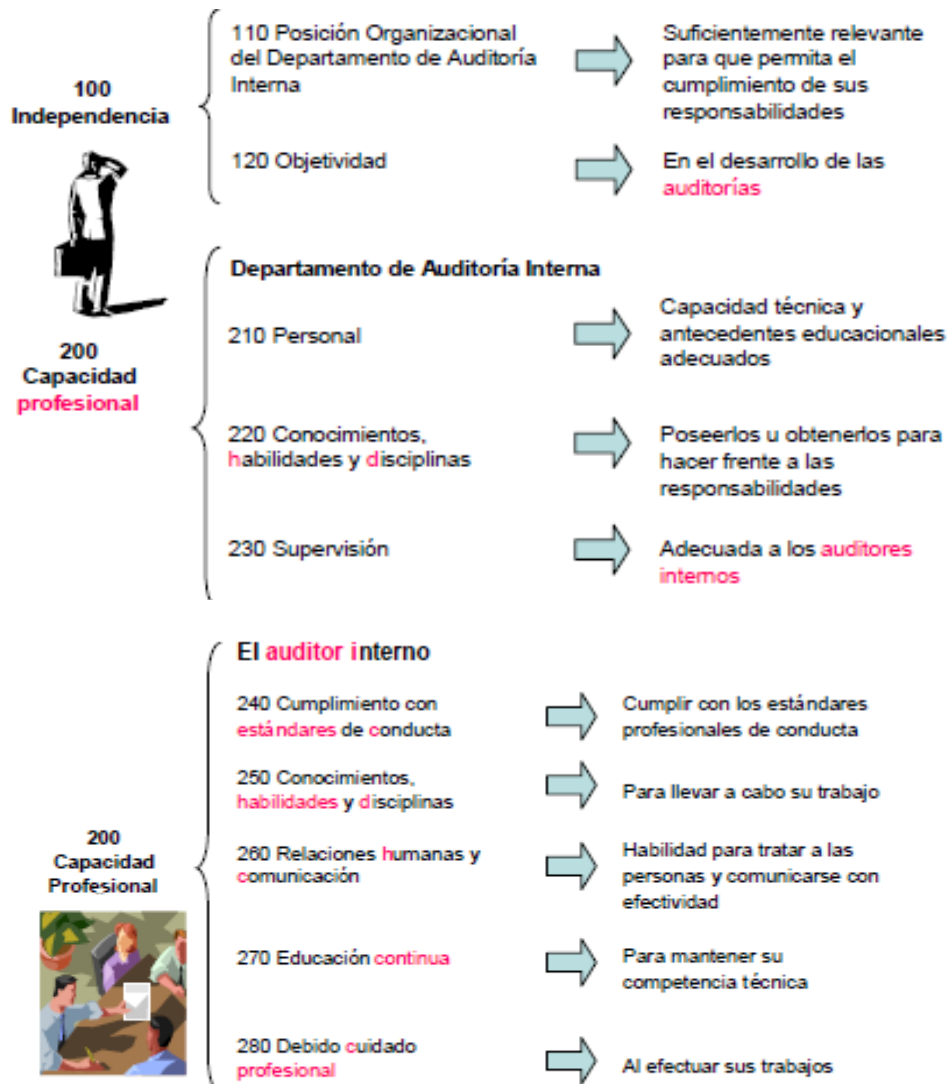 100
Independencia
110 Posición Organizacional
del Departamento de Auditoría
Interna
Suficientemente relevante
para que permita el
cumplimiento de sus
responsabilidades
120 Objetividad
En el desarrollo de las
auditorías
200
Capacidad
profesional
Departamento de Auditoría Interna
210 Personal
Capacidad técnica y
antecedentes educacionales
adecuados
220 Conocimientos,
habilidades y disciplinas
Poseerlos u obtenerlos para
hacer frente a las
responsabilidades
230 Supervisión
Adecuada a los auditores
internos
200
Capacidad
Profesional
El auditor interno
240 Cumplimiento con
estándares de conducta
Cumplir con los estándares
profesionales de conducta
250 Conocimientos,
habilidades y disciplinas
Para llevar a cabo su trabajo
260 Relaciones humanas y
comunicación
Habilidad para tratar a las
personas y comunicarse con
efectividad
270 Educación continua
Para mantener su
competencia técnica
280 Debido cuidado
profesional
Al efectuar sus trabajos